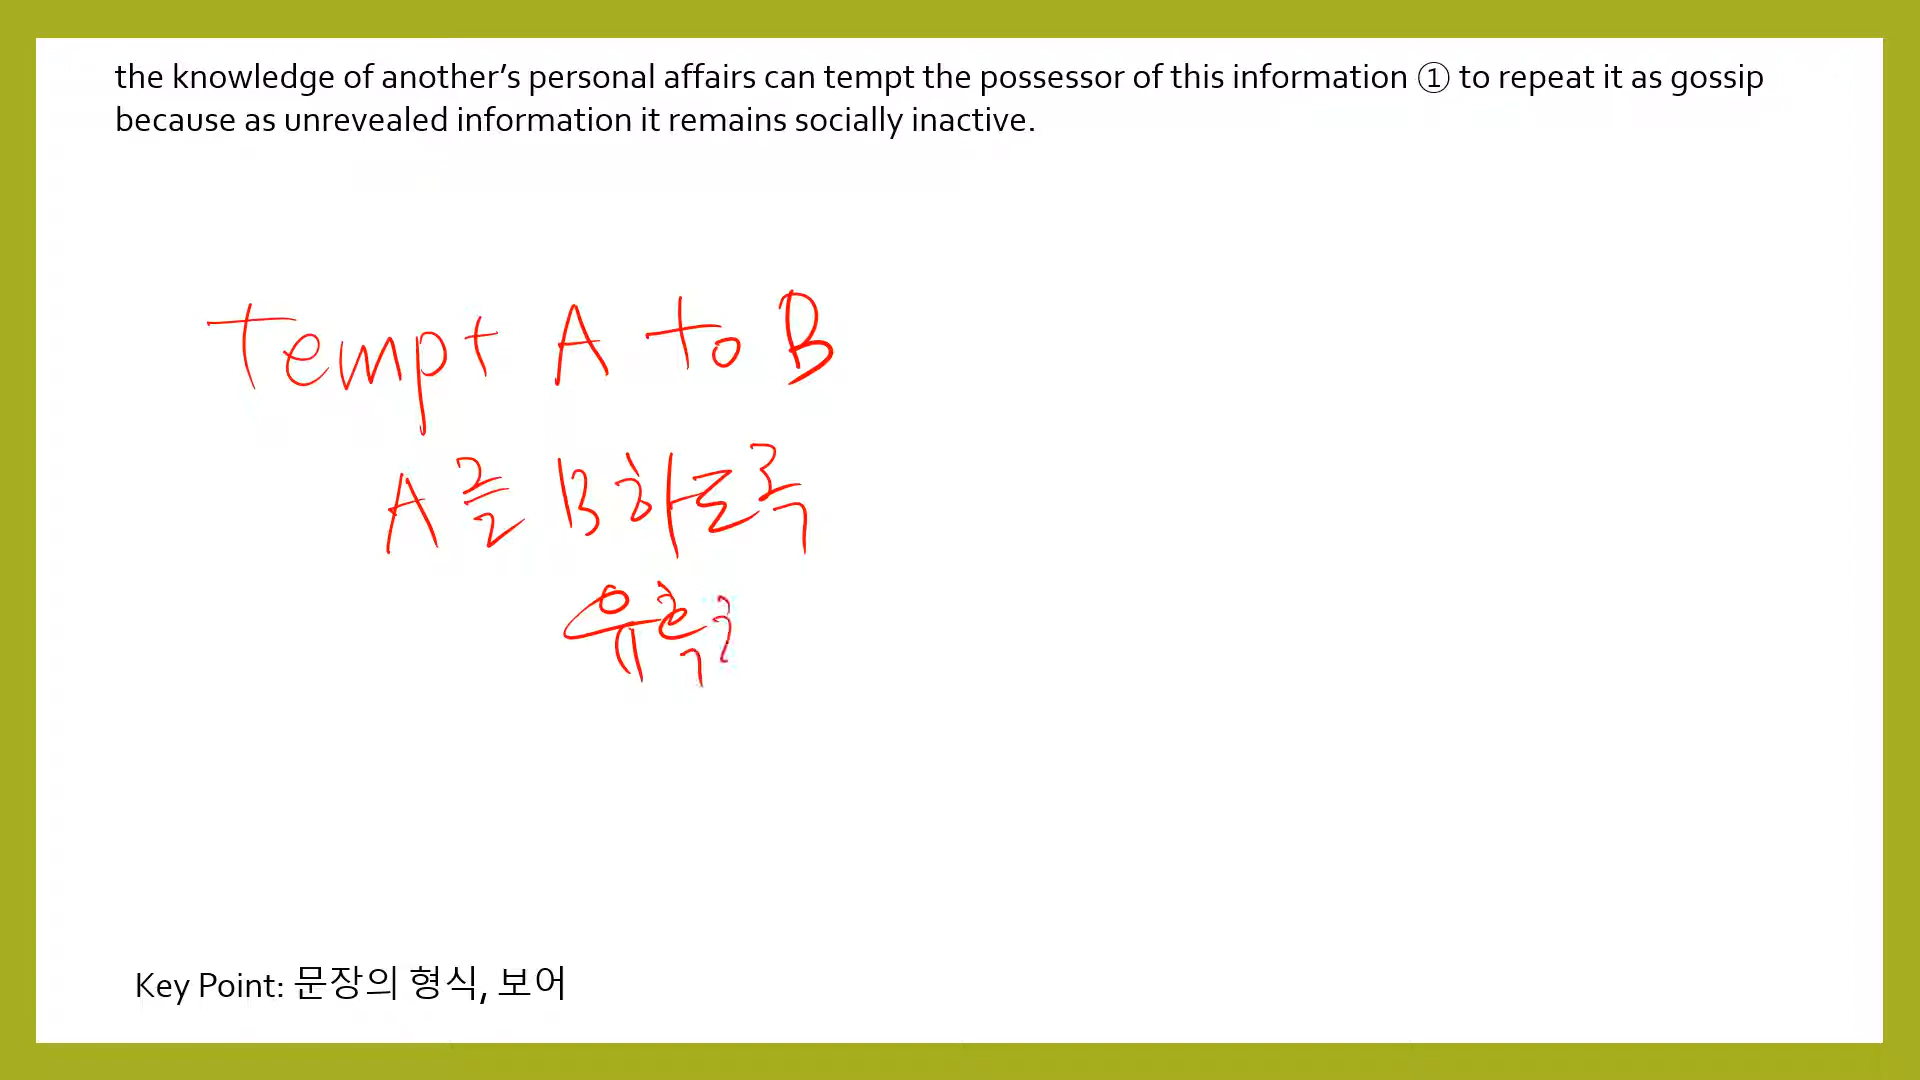 the knowledge of another’s personal affairs can tempt the possessor of this information ① to repeat it as gossip
because as unrevealed information it remains socially inactive.
Tempt A to B
A를 B하도록
유혹
Key Point: 문장의 형식, 보어